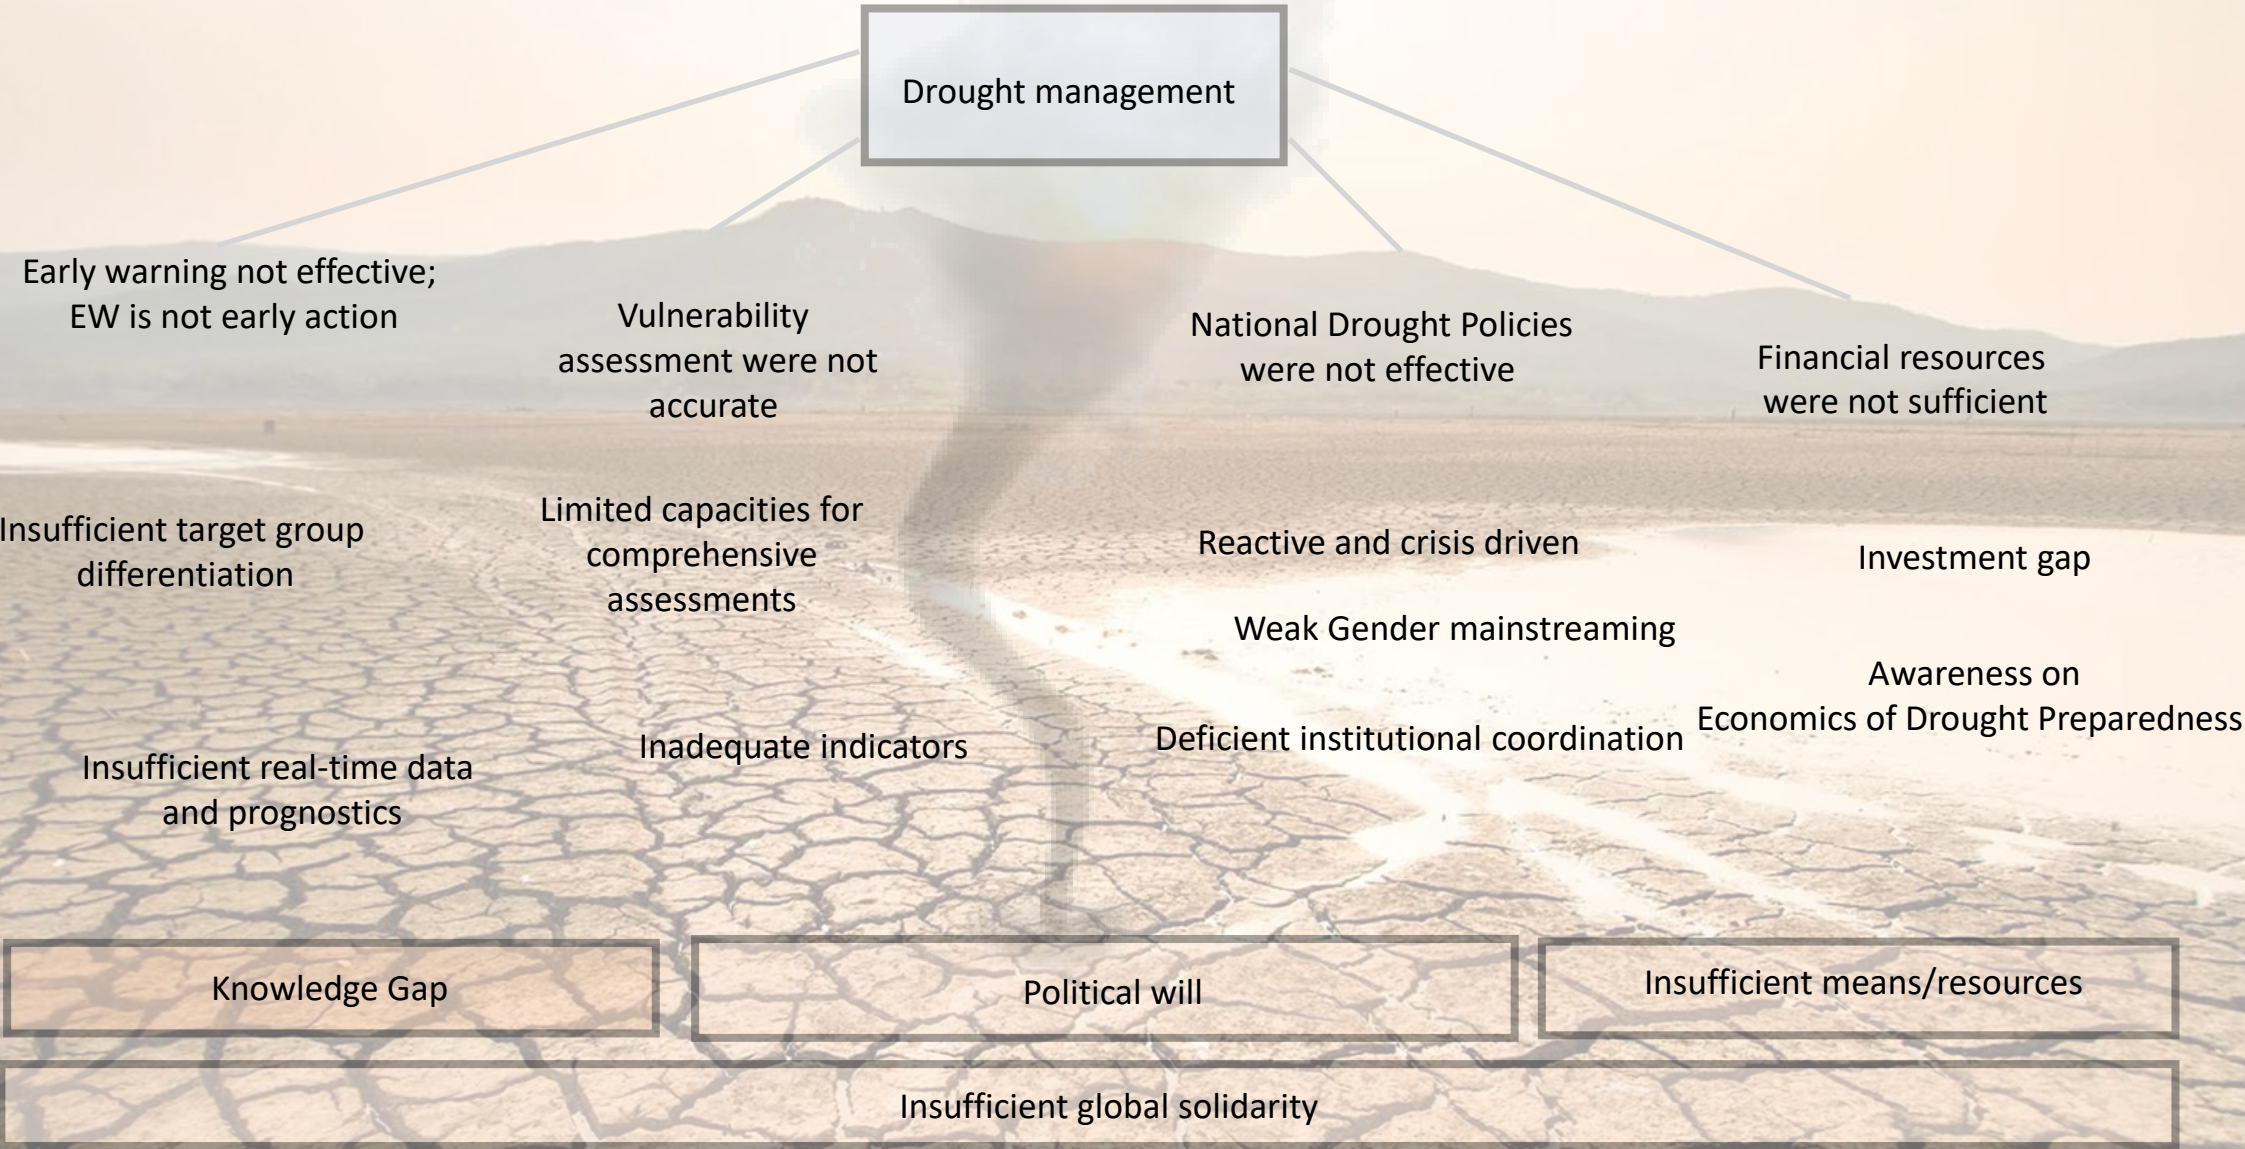 Drought management
Early warning not effective;
EW is not early action
Vulnerability
assessment were not
accurate
National Drought Policies
were not effective
Financial resources
were not sufficient
Insufficient target group
differentiation
Limited capacities for
comprehensive
assessments
Reactive and crisis driven
Investment gap
Weak Gender mainstreaming
Awareness on
Economics of Drought Preparedness
Insufficient real-time data
and prognostics
Inadequate indicators
Deficient institutional coordination
Knowledge Gap
Political will
Insufficient means/resources
Insufficient global solidarity